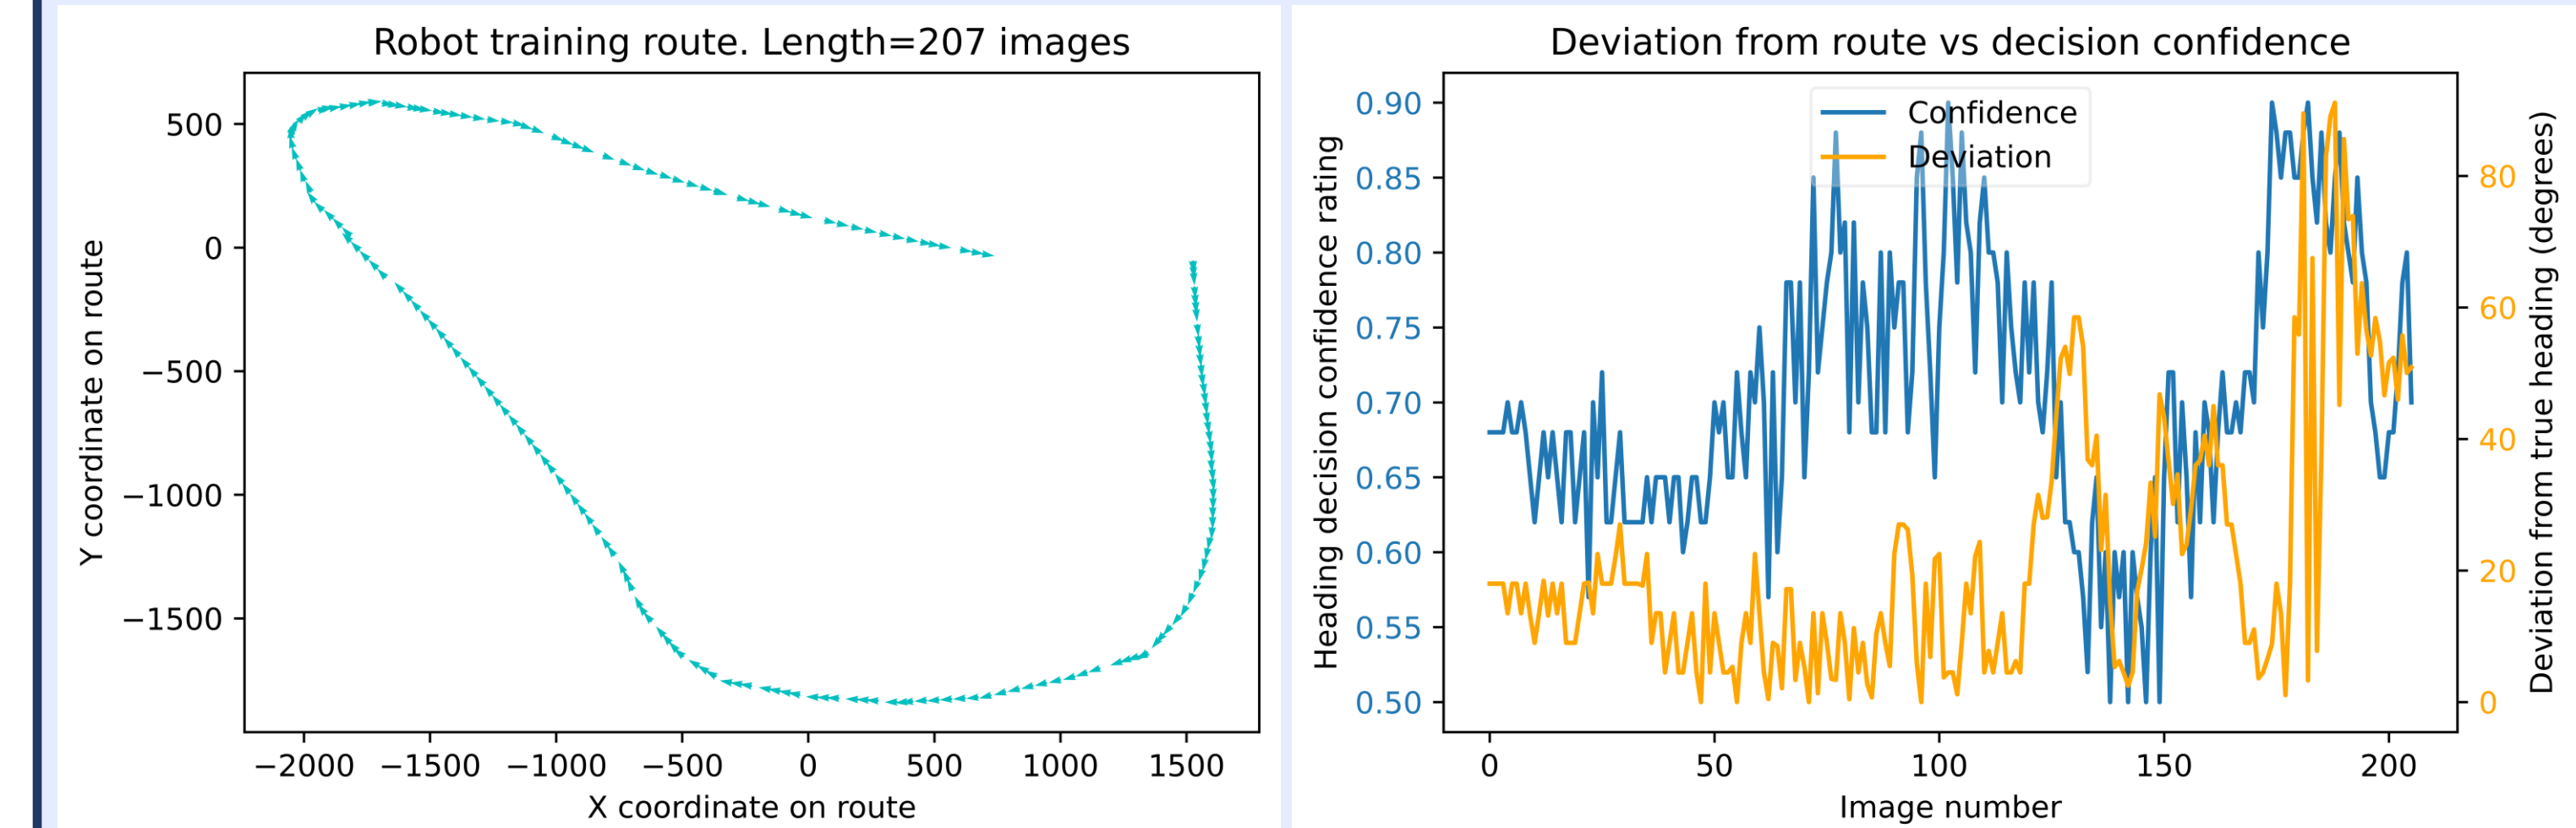 Robot training route. Length=207 images
500
0
−500
−1000
−1500
Y coordinate on route
−2000 −1500 −1000 −500 0 500 1000 1500
X coordinate on route
Deviation from route vs decision confidence
Confidence
Deviation
0.90
0.85
0.80
0.75
0.70
0.65
0.60
0.55
0.50
Heading decision confidence rating
80
60
40
20
0
Deviation from true heading (degrees)
0 50 100 150 200
Image number